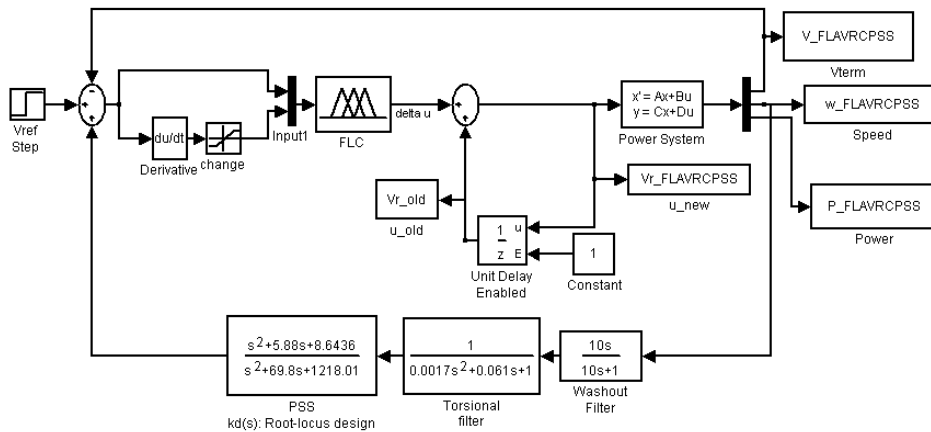 V_FLAVRCPSS
Vterm
Vref
Step
−
+
+
du/dt
Derivative
change
Input1
FLC
delta u
+
+
x' = Ax+Bu
y = Cx+Du
Power System
w_FLAVRCPSS
Speed
Vr_old
u_old
1
z
u
E
Unit Delay
Enabled
1
Constant
Vr_FLAVRCPSS
u_new
P_FLAVRCPSS
Power
s²+5.88s+8.6436
s²+69.8s+1218.01
PSS
kd(s): Root-locus design
1
0.0017s²+0.061s+1
Torsional
filter
10s
10s+1
Washout
Filter